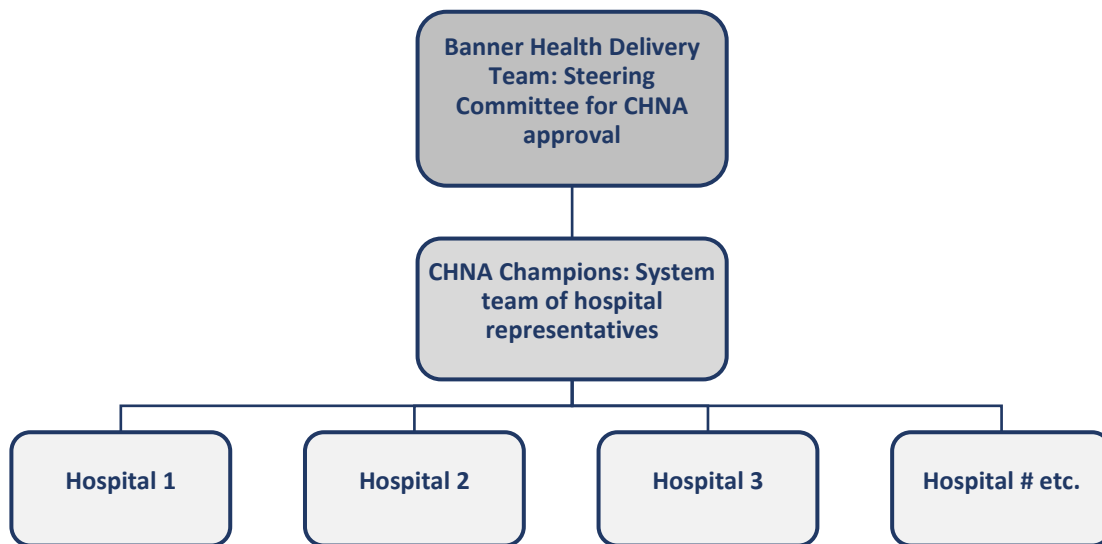 Banner Health Delivery
Team: Steering
Committee for CHNA
approval
CHNA Champions: System
team of hospital
representatives
Hospital 1
Hospital 2
Hospital 3
Hospital # etc.